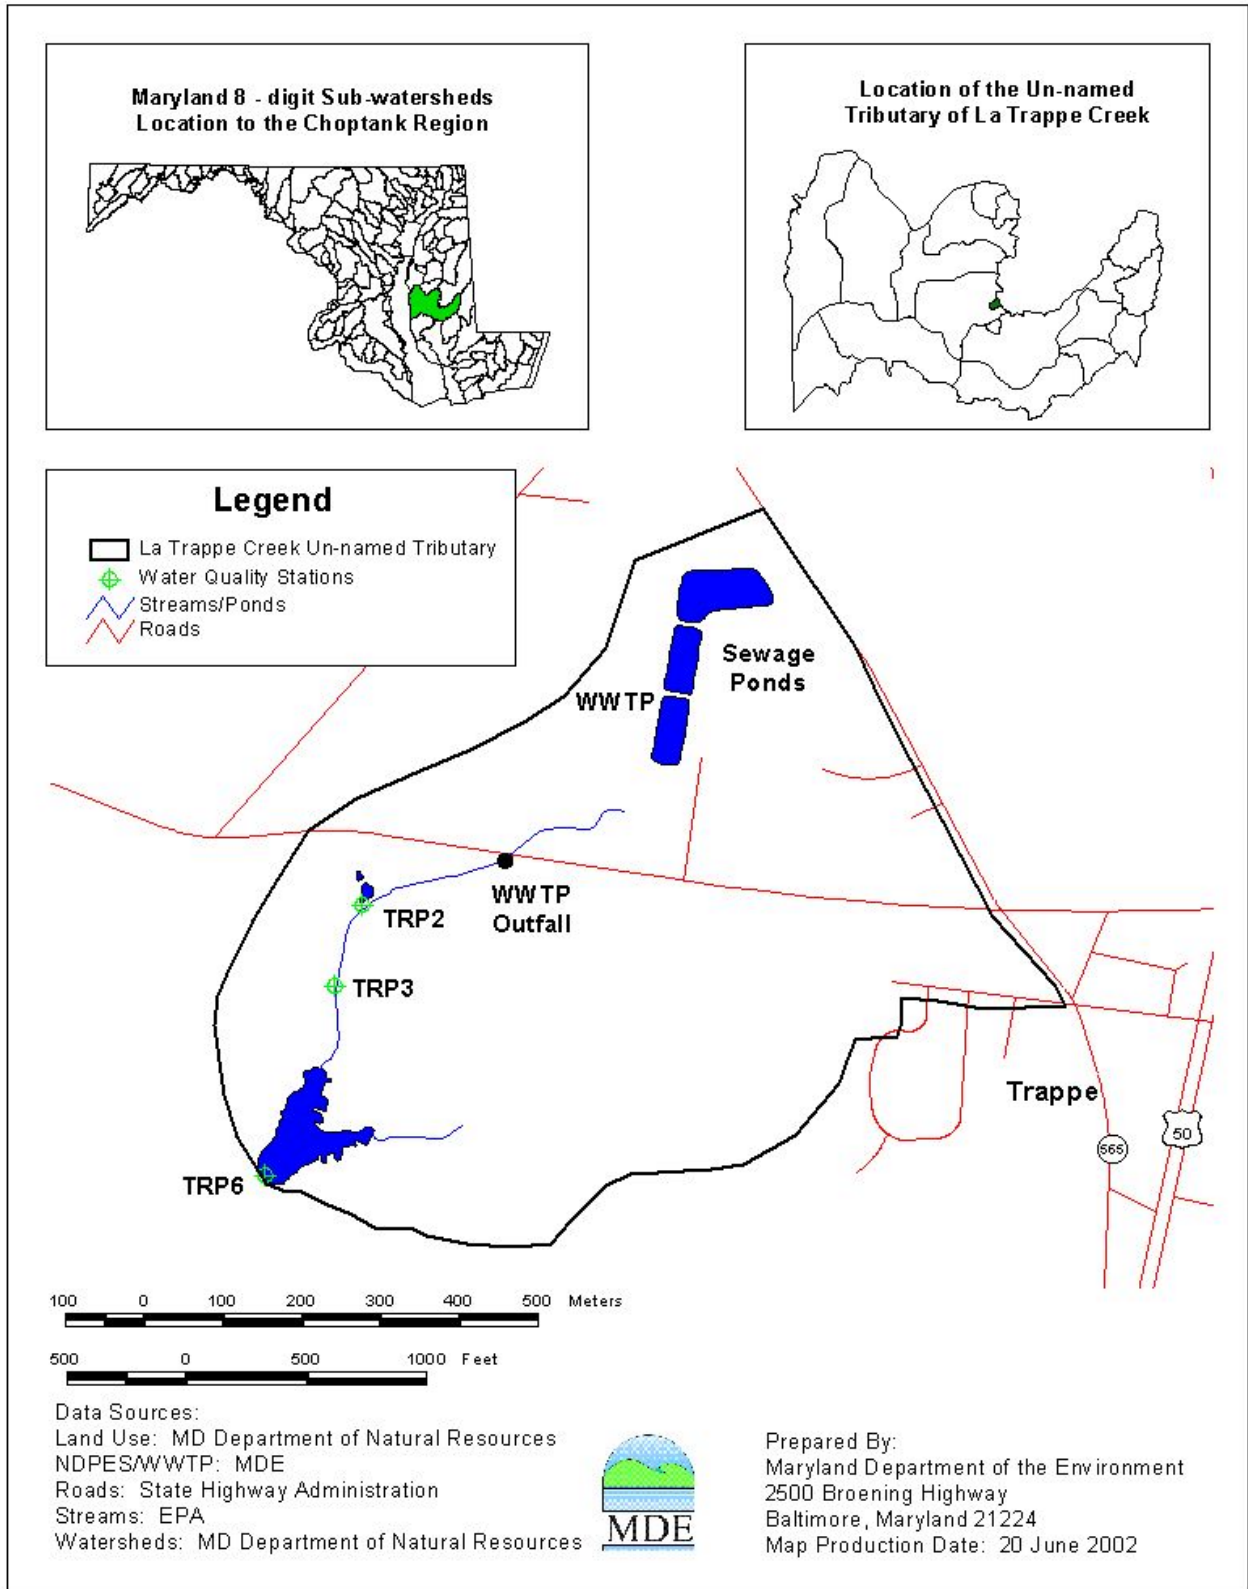 Maryland 8 - digit Sub-watersheds
Location to the Choptank Region
Location of the Un-named
Tributary of La Trappe Creek
Legend
La Trappe Creek Un-named Tributary
Water Quality Stations
Streams/Ponds
Roads
Sewage
Ponds
WWTP
WWTP
Outfall
TRP2
TRP3
TRP6
Trappe
565
50
100 0 100 200 300 400 500 Meters
500 0 500 1000 Feet
Data Sources:
Land Use: MD Department of Natural Resources
NDPES/WWTP: MDE
Roads: State Highway Administration
Streams: EPA
Watersheds: MD Department of Natural Resources
MDE
Prepared By:
Maryland Department of the Environment
2500 Broening Highway
Baltimore, Maryland 21224
Map Production Date: 20 June 2002